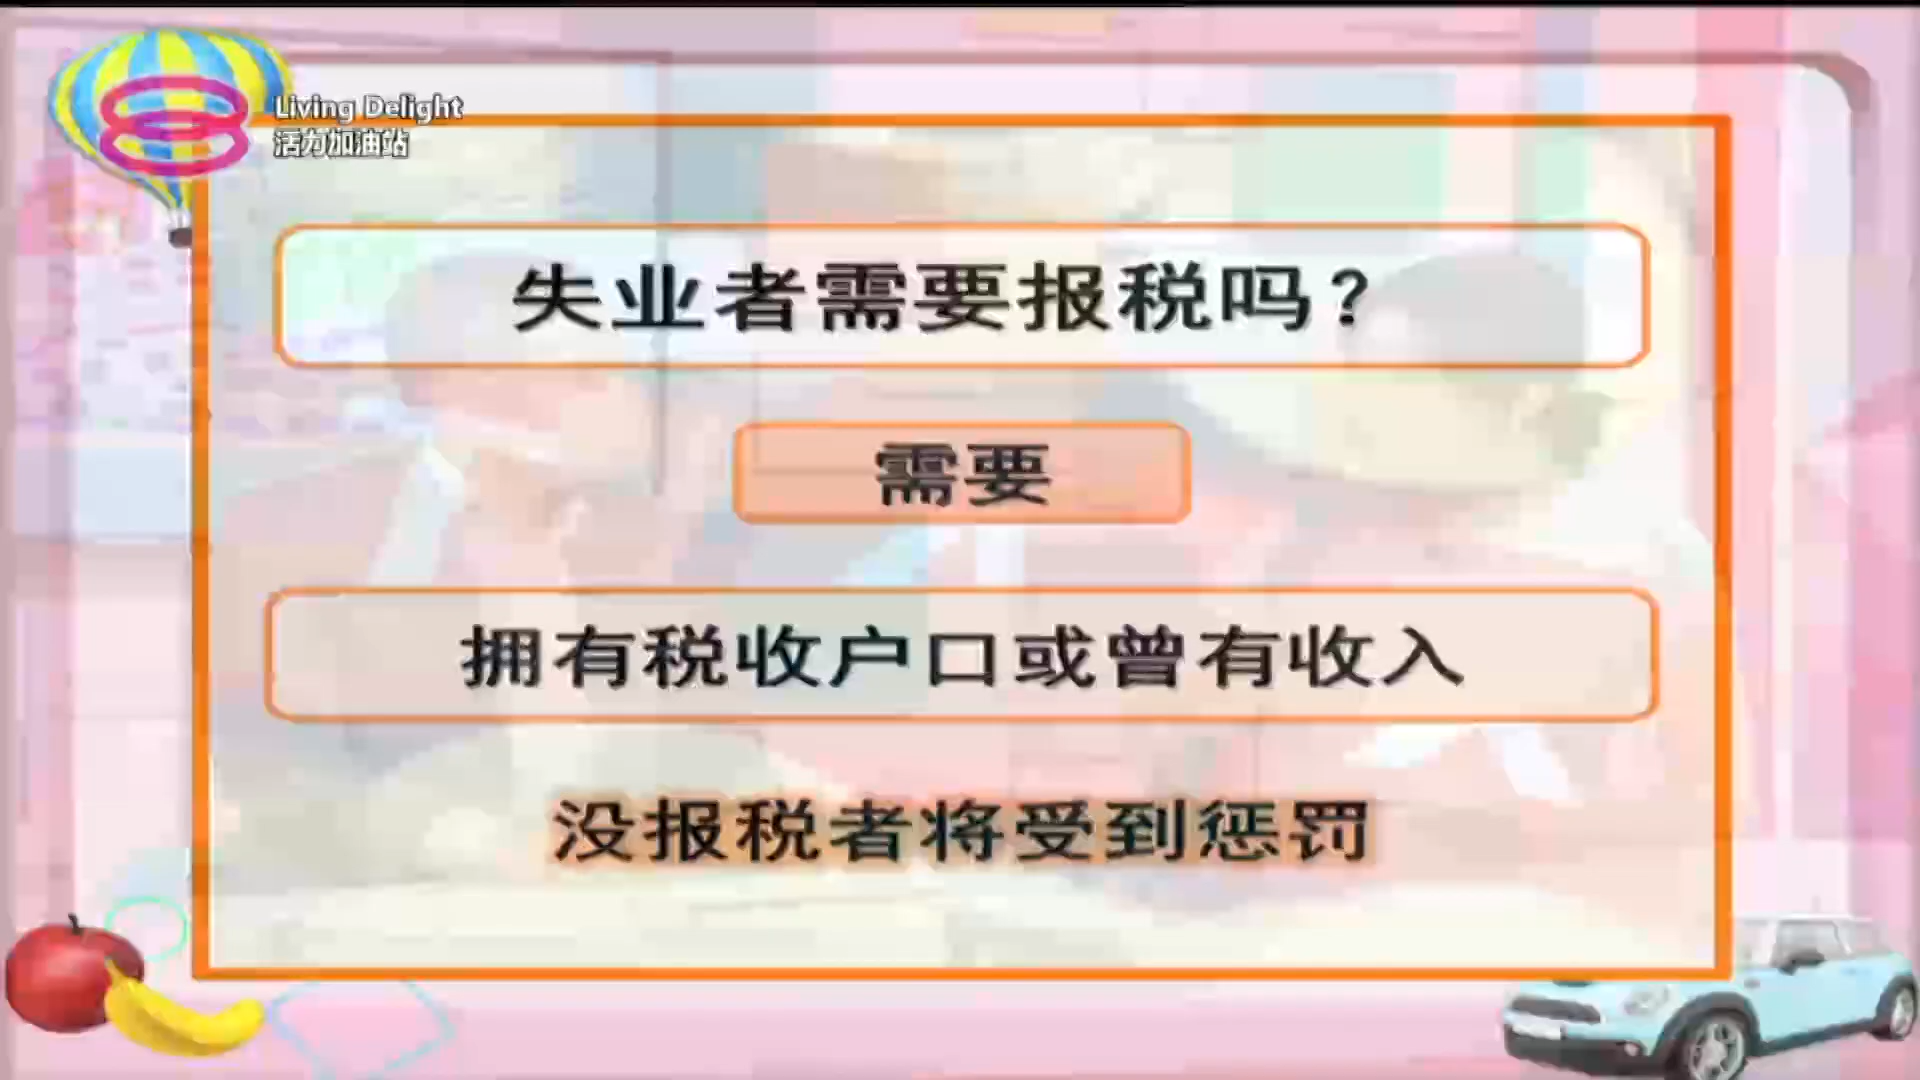 Living Delight
活力加油站
失业者需要报税吗？
需要
拥有税收户口或曾有收入
没报税者将受到惩罚